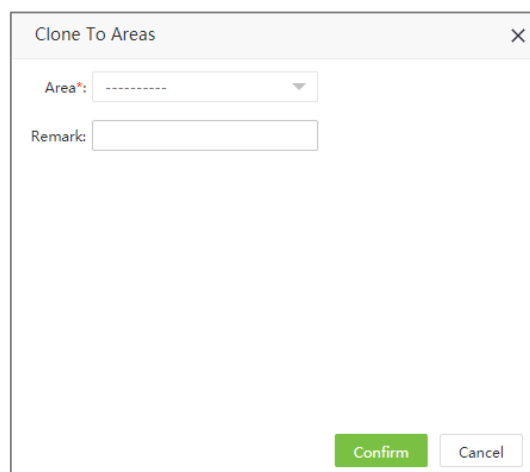 Clone To Areas
Area*: ----------
Remark:
Confirm Cancel